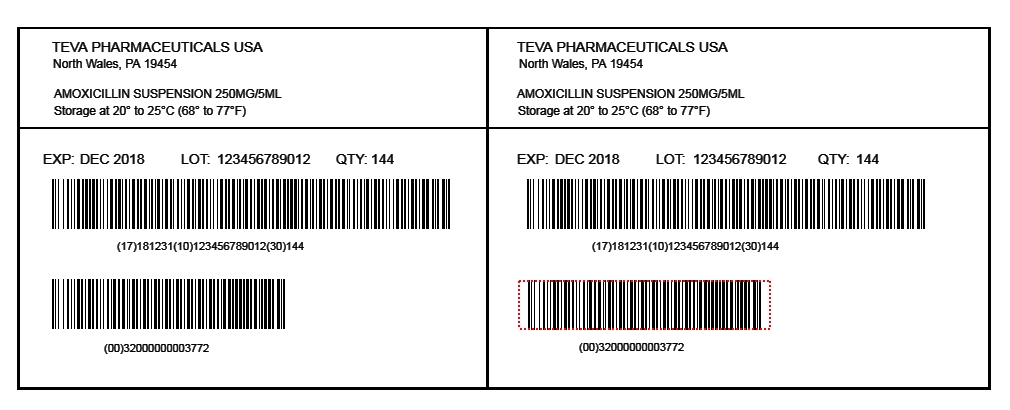 TEVA PHARMACEUTICALS USA
North Wales, PA 19454
AMOXICILLIN SUSPENSION 250MG/5ML
Storage at 20° to 25°C (68° to 77°F)
EXP: DEC 2018 LOT: 123456789012 QTY: 144
(17)181231(10)123456789012(30)144
(00)32000000003772
TEVA PHARMACEUTICALS USA
North Wales, PA 19454
AMOXICILLIN SUSPENSION 250MG/5ML
Storage at 20° to 25°C (68° to 77°F)
EXP: DEC 2018 LOT: 123456789012 QTY: 144
(17)181231(10)123456789012(30)144
(00)32000000003772